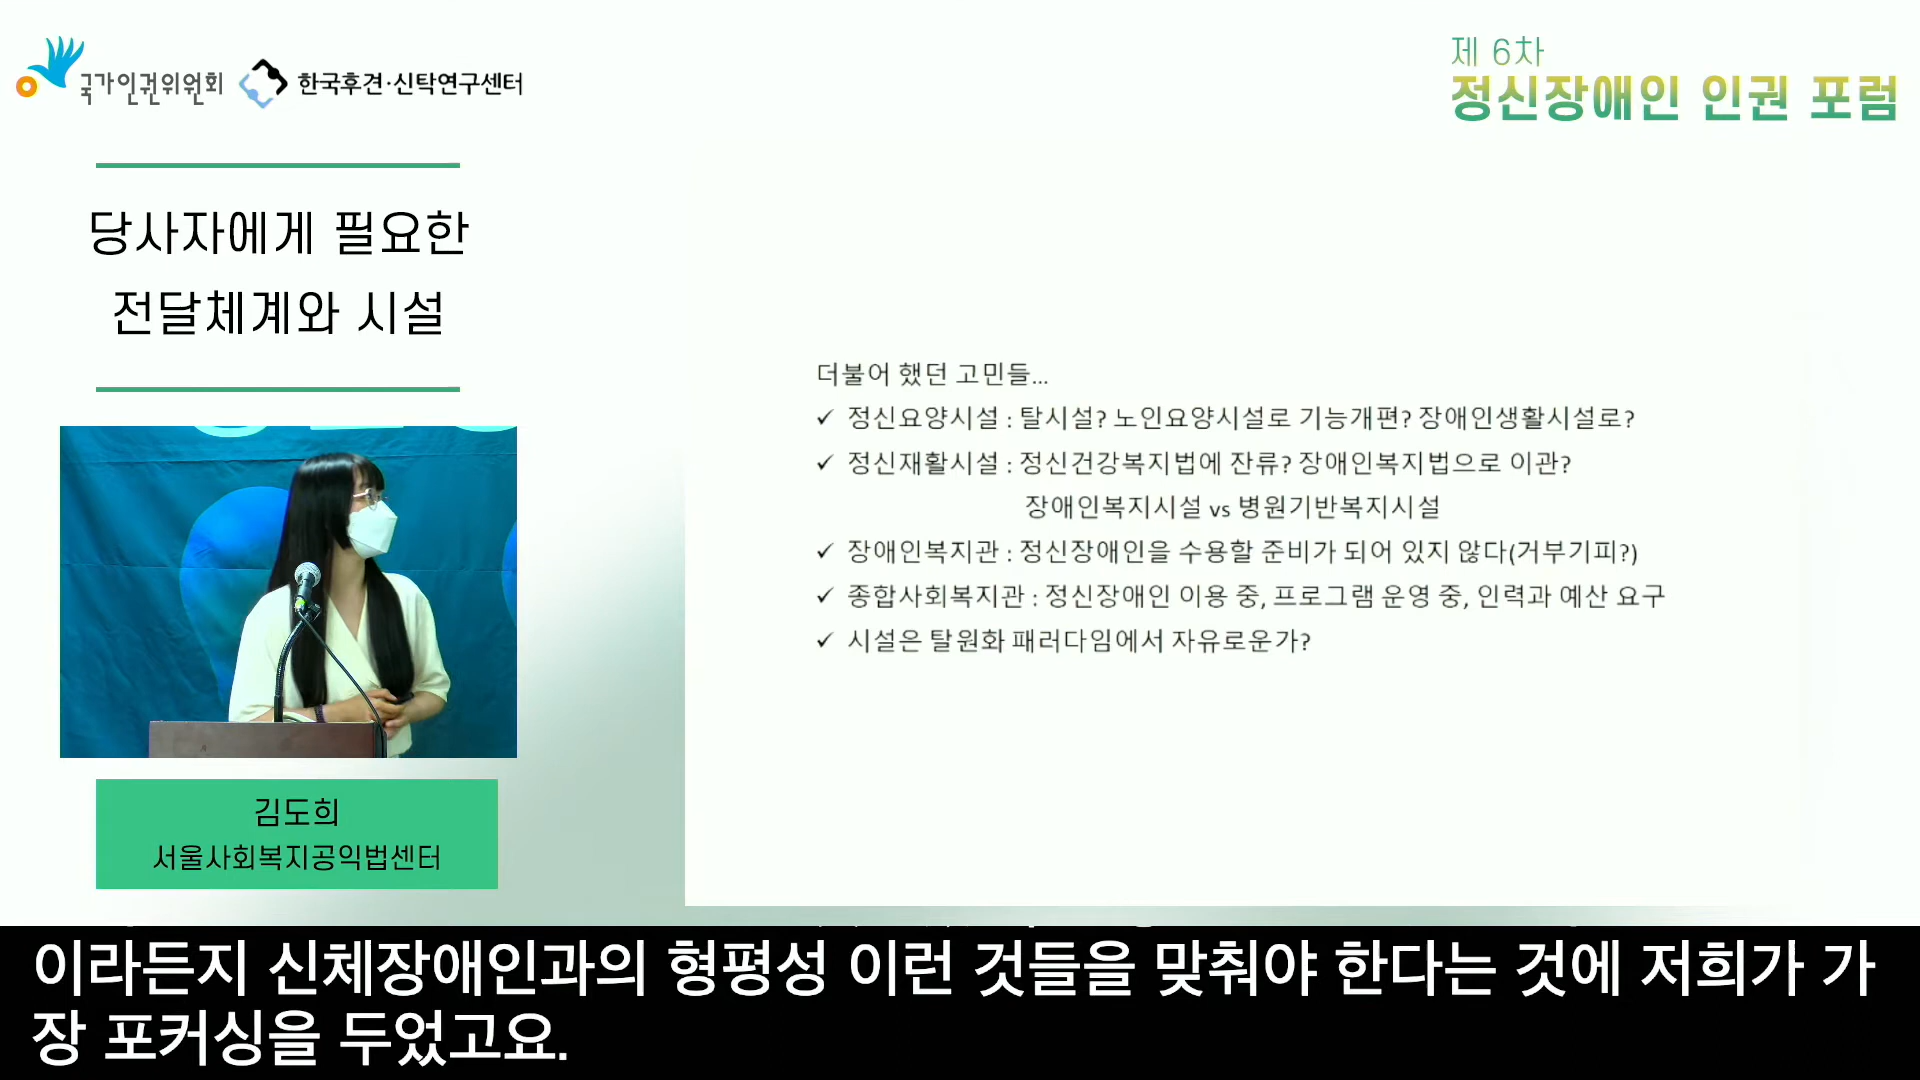 국가인권위원회
한국후견·신탁연구센터
제 6차
정신장애인 인권 포럼
당사자에게 필요한
전달체계와 시설
더불어 했던 고민들...
✓ 정신요양시설 : 탈시설? 노인요양시설로 기능개편? 장애인생활시설로?
✓ 정신재활시설 : 정신건강복지법에 잔류? 장애인복지법으로 이관?
장애인복지시설 vs 병원기반복지시설
✓ 장애인복지관 : 정신장애인을 수용할 준비가 되어 있지 않다(거부기피?)
✓ 종합사회복지관 : 정신장애인 이용 중, 프로그램 운영 중, 인력과 예산 요구
✓ 시설은 탈원화 패러다임에서 자유로운가?
김도희
서울사회복지공익법센터
이라든지 신체장애인과의 형평성 이런 것들을 맞춰야 한다는 것에 저희가 가
장 포커싱을 두었고요.